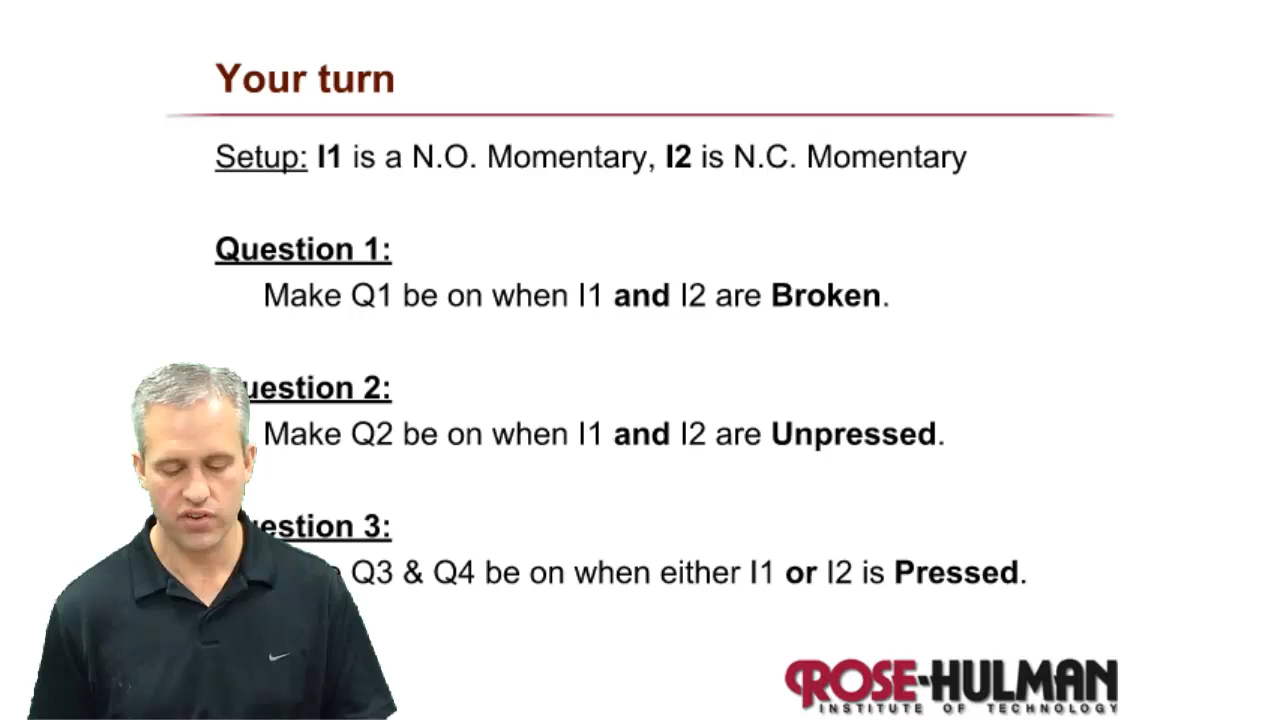 Your turn
Setup: I1 is a N.O. Momentary, I2 is N.C. Momentary
Question 1:
Make Q1 be on when I1 and I2 are Broken.
uestion 2:
Make Q2 be on when I1 and I2 are Unpressed.
uestion 3:
Q3 & Q4 be on when either I1 or I2 is Pressed.
ROSE-HULMAN
INSTITUTE OF TECHNOLOGY